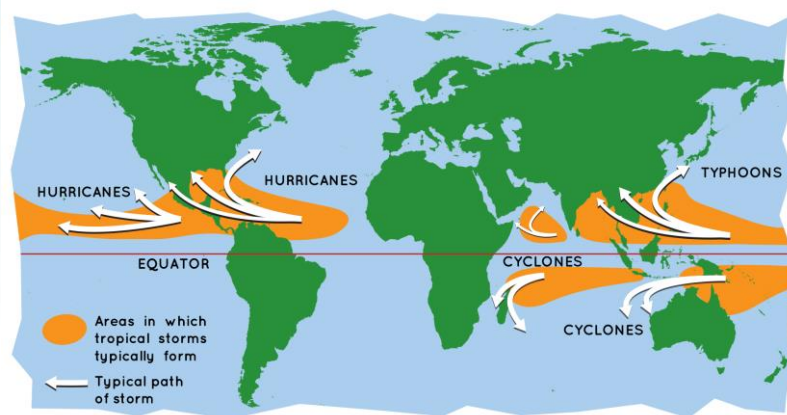 HURRICANES
HURRICANES
TYPHOONS
EQUATOR
CYCLONES
CYCLONES
Areas in which
tropical storms
typically form
Typical path
of storm